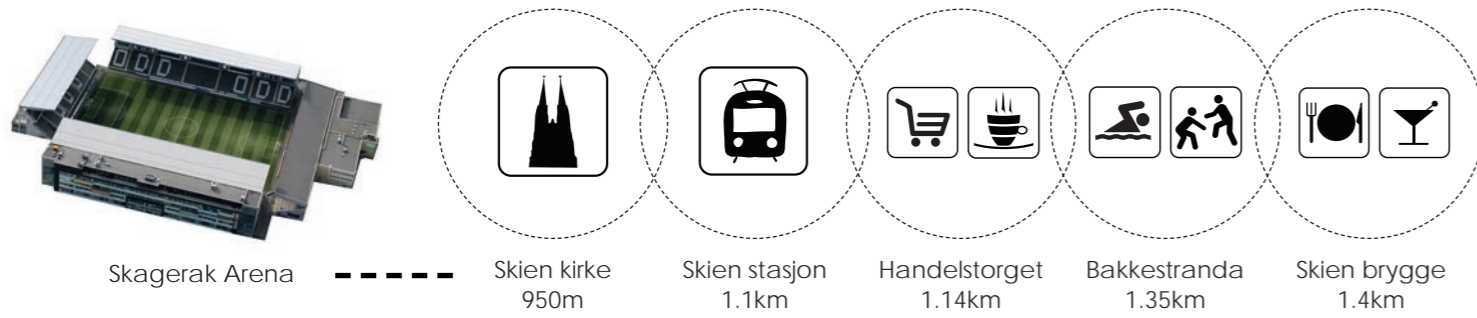 Skagerak Arena
Skien kirke
950m
Skien stasjon
1.1km
Handelstorget
1.14km
Bakkestranda
1.35km
Skien brygge
1.4km